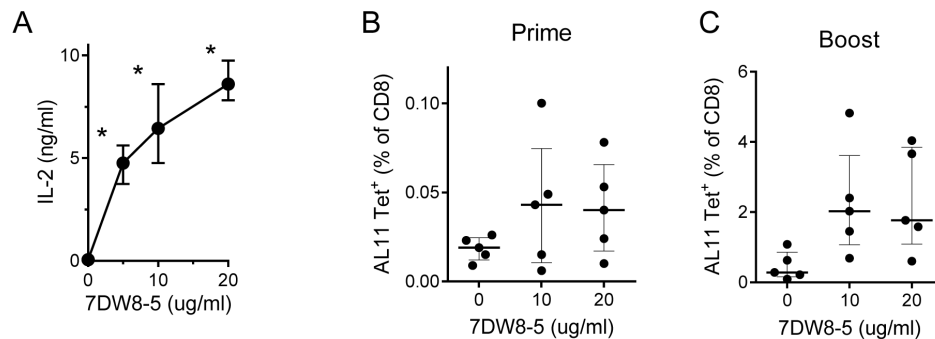 A
IL-2 (ng/ml)
10
5
0
0
10
20
7DW8-5 (ug/ml)
*
*
*
B
Prime
AL11 Tet⁺ (% of CD8)
0.10
0.05
0.00
0
10
20
7DW8-5 (ug/ml)
C
Boost
AL11 Tet⁺ (% of CD8)
6
4
2
0
0
10
20
7DW8-5 (ug/ml)